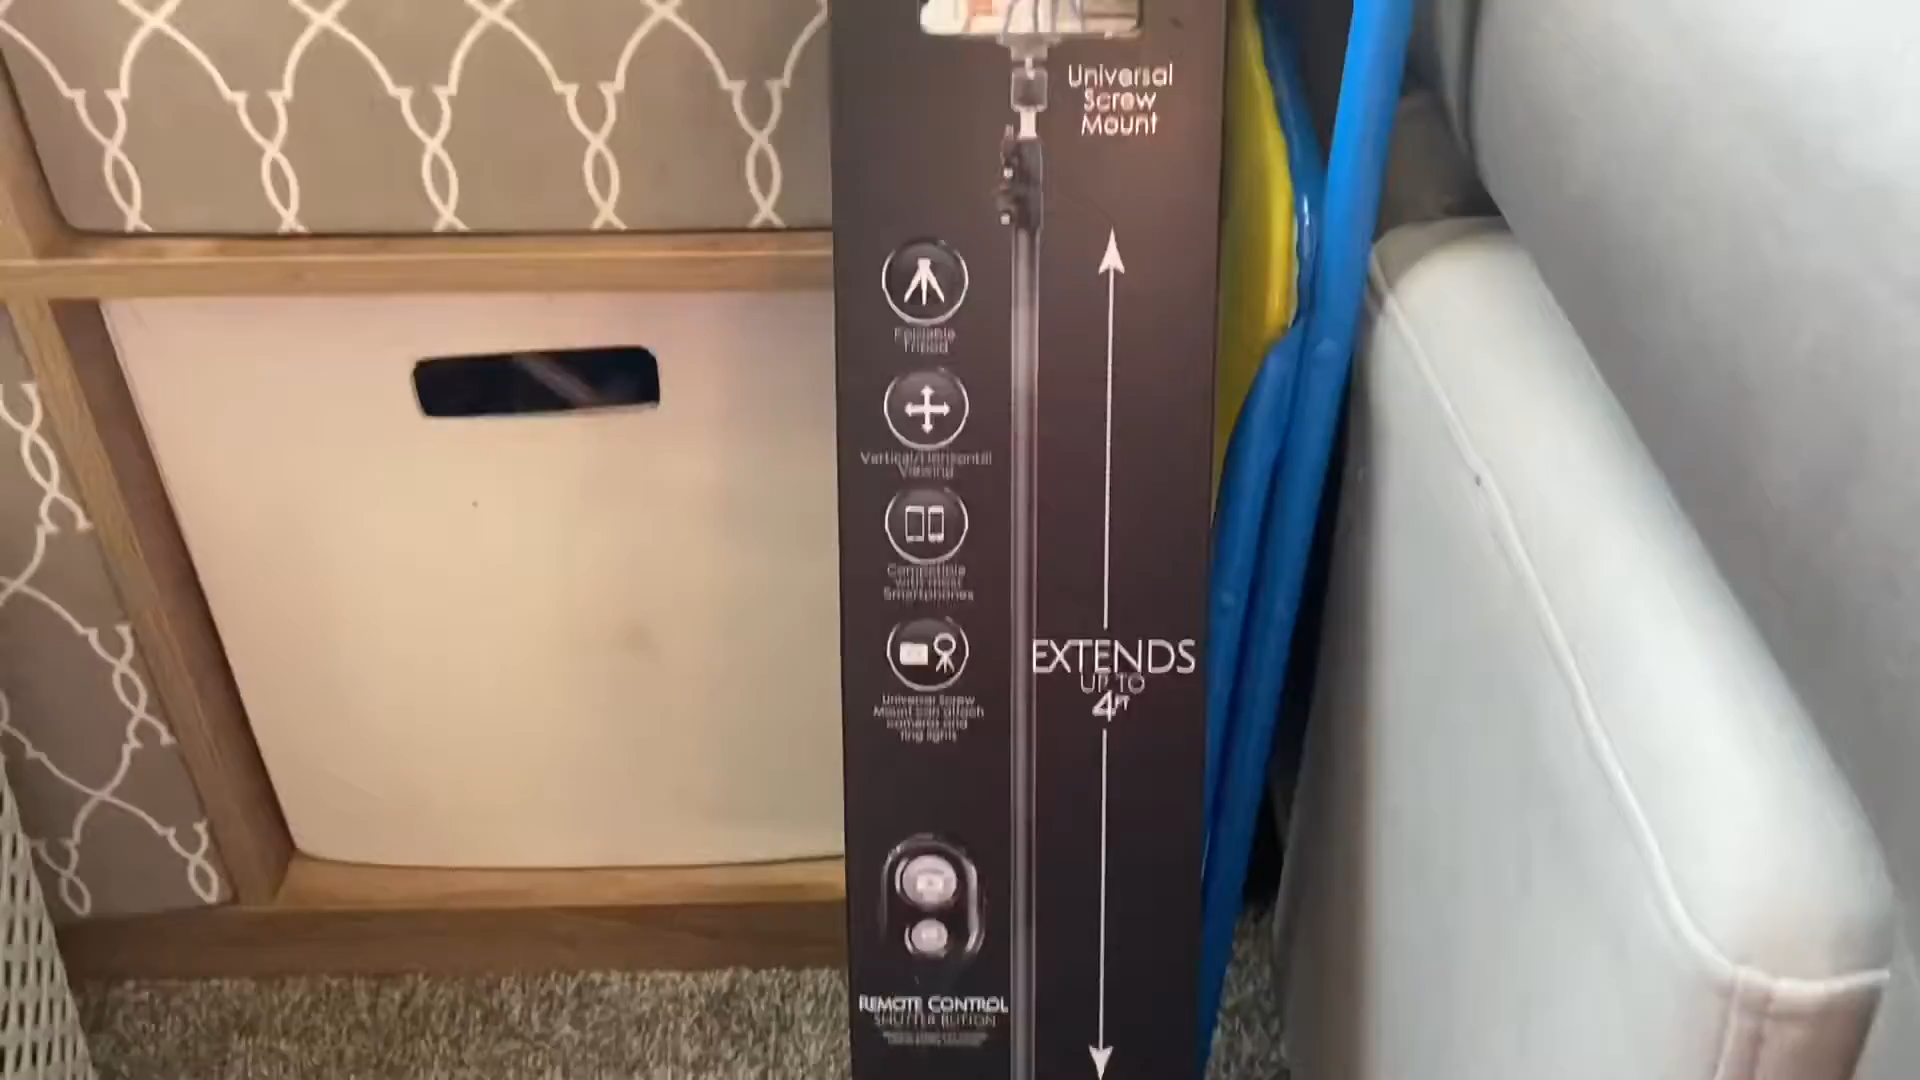 Universal
Screw
Mount
Foldable
Tripod
Vertical/Horizontal
Viewing
Compatible
with most
Smartphones
Universal Screw
Mount can attach
cameras and
ring lights
EXTENDS
UP TO
4FT
REMOTE CONTROL
SHUTTER BUTTON